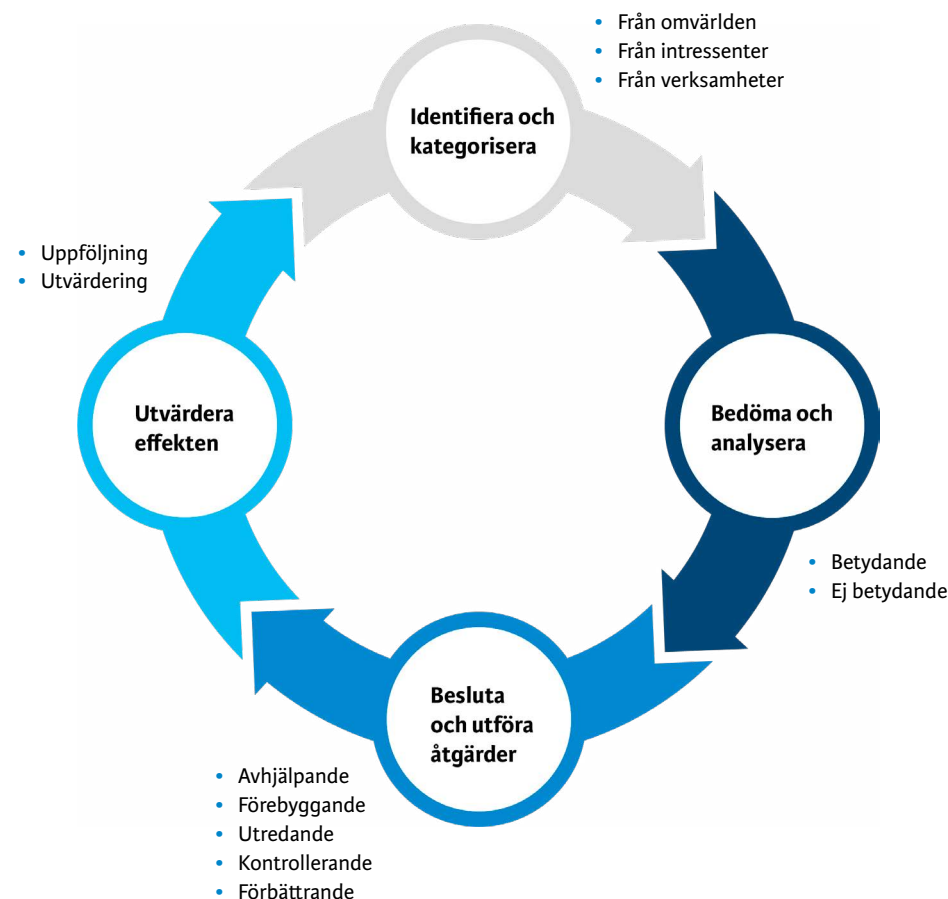 • Från omvärlden
• Från intressenter
• Från verksamheter
Identifiera och
kategorisera
Bedöma och
analysera
• Betydande
• Ej betydande
Besluta
och utföra
åtgärder
• Avhjälpande
• Förebyggande
• Utredande
• Kontrollerande
• Förbättrande
Utvärdera
effekten
• Uppföljning
• Utvärdering